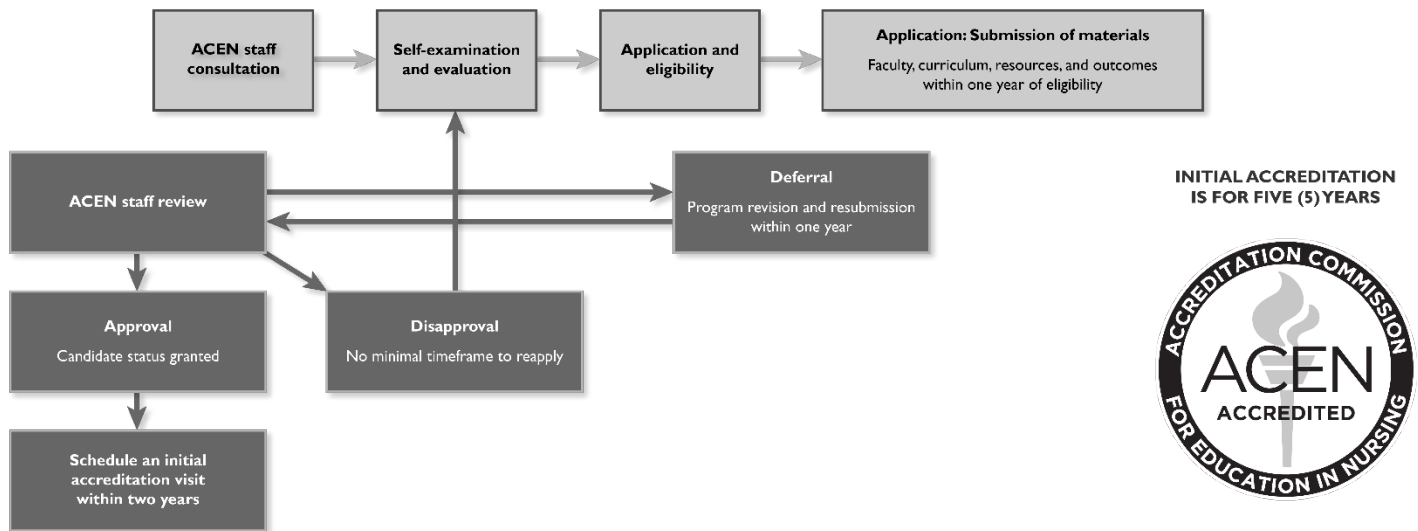 ACEN staff
consultation
Self-examination
and evaluation
Application and
eligibility
Application: Submission of materials
Faculty, curriculum, resources, and outcomes
within one year of eligibility
ACEN staff review
Deferral
Program revision and resubmission
within one year
Approval
Candidate status granted
Disapproval
No minimal timeframe to reapply
Schedule an initial
accreditation visit
within two years
INITIAL ACCREDITATION
IS FOR FIVE (5) YEARS
ACCREDITATION COMMISSION
ACEN
ACCREDITED
FOR EDUCATION IN NURSING